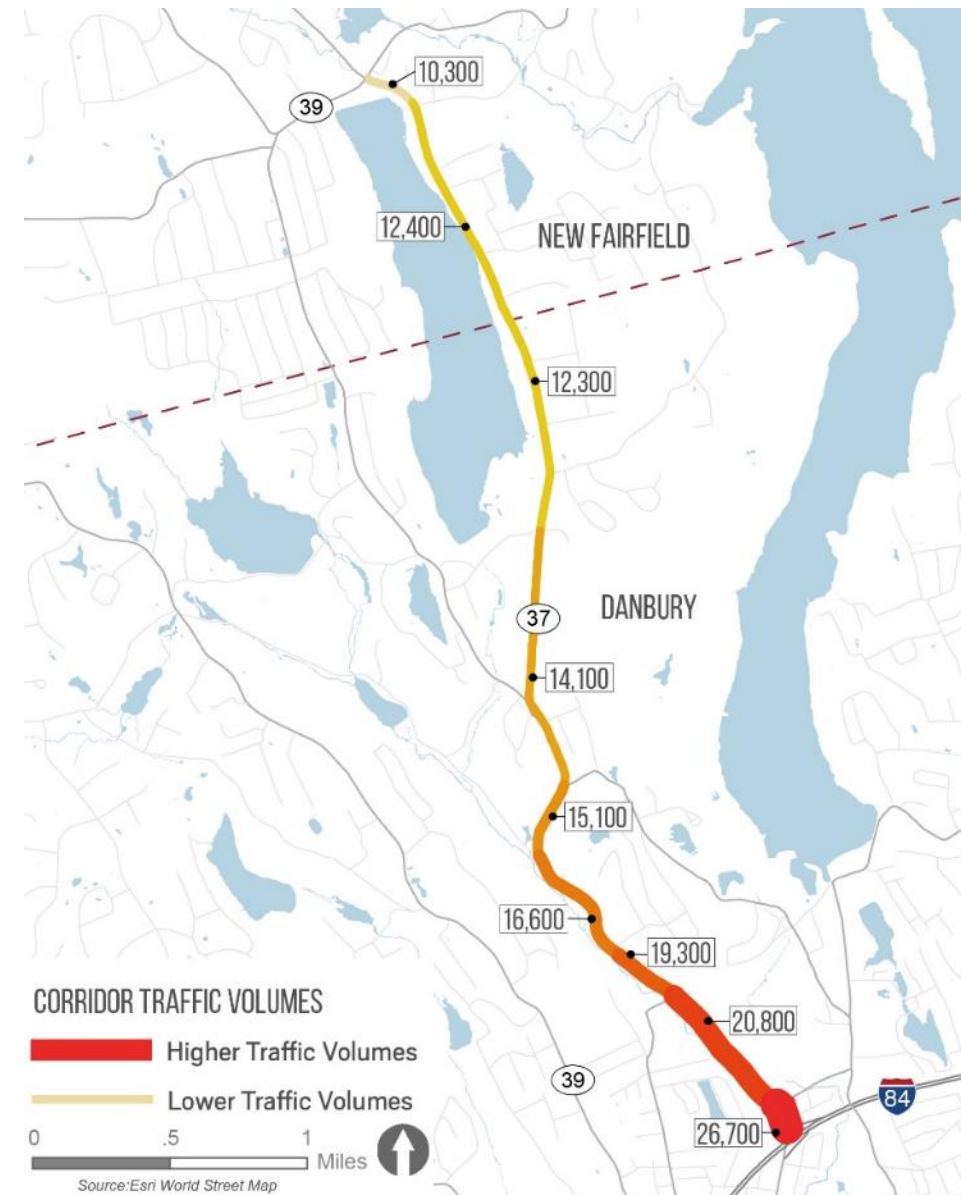 10,300
39
12,400
NEW FAIRFIELD
12,300
DANBURY
37
14,100
15,100
16,600
19,300
CORRIDOR TRAFFIC VOLUMES
20,800
Higher Traffic Volumes
39
84
Lower Traffic Volumes
26,700
0 .5 1
Miles
Source:Esri World Street Map